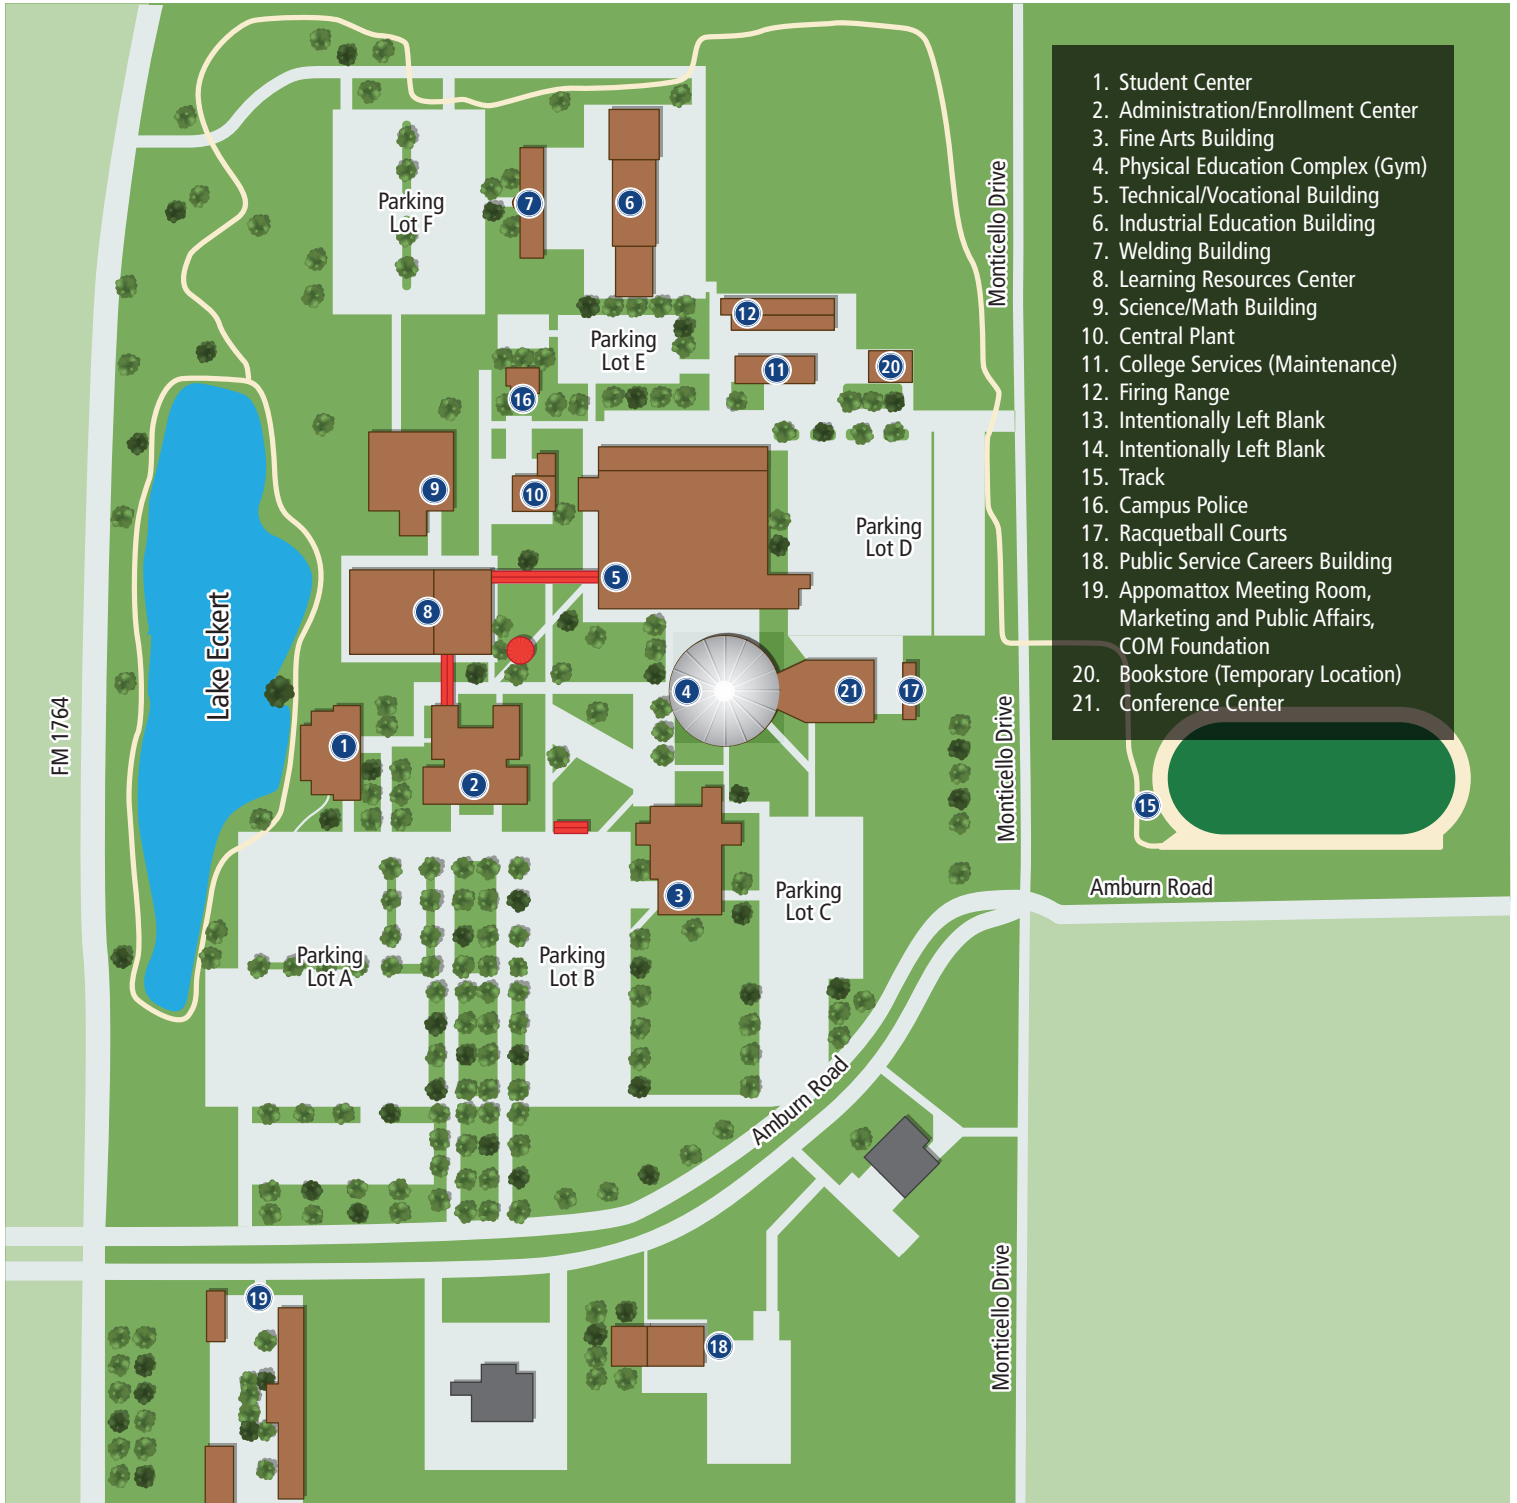 1. Student Center
2. Administration/Enrollment Center
3. Fine Arts Building
4. Physical Education Complex (Gym)
5. Technical/Vocational Building
6. Industrial Education Building
7. Welding Building
8. Learning Resources Center
9. Science/Math Building
10. Central Plant
11. College Services (Maintenance)
12. Firing Range
13. Intentionally Left Blank
14. Intentionally Left Blank
15. Track
16. Campus Police
17. Racquetball Courts
18. Public Service Careers Building
19. Appomattox Meeting Room,
Marketing and Public Affairs,
COM Foundation
20. Bookstore (Temporary Location)
21. Conference Center
Parking
Lot F
7
6
Monticello Drive
12
Parking
Lot E
11
20
16
9
10
Parking
Lot D
5
8
Lake Eckert
4
21
17
FM 1764
1
2
Monticello Drive
15
3
Parking
Lot C
Amburn Road
Parking
Lot A
Parking
Lot B
Amburn Road
19
18
Monticello Drive